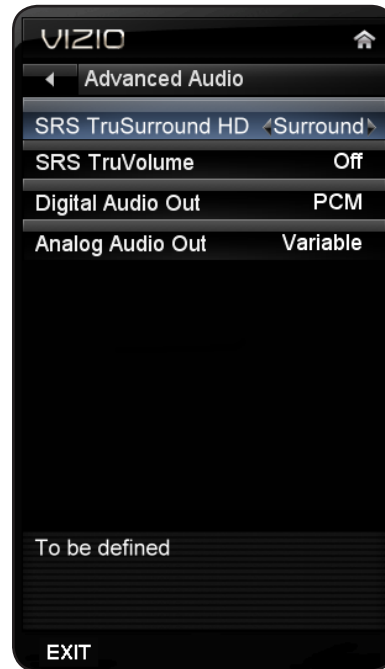 VIZIO
Advanced Audio
SRS TruSurround HD Surround
SRS TruVolume Off
Digital Audio Out PCM
Analog Audio Out Variable
To be defined
EXIT